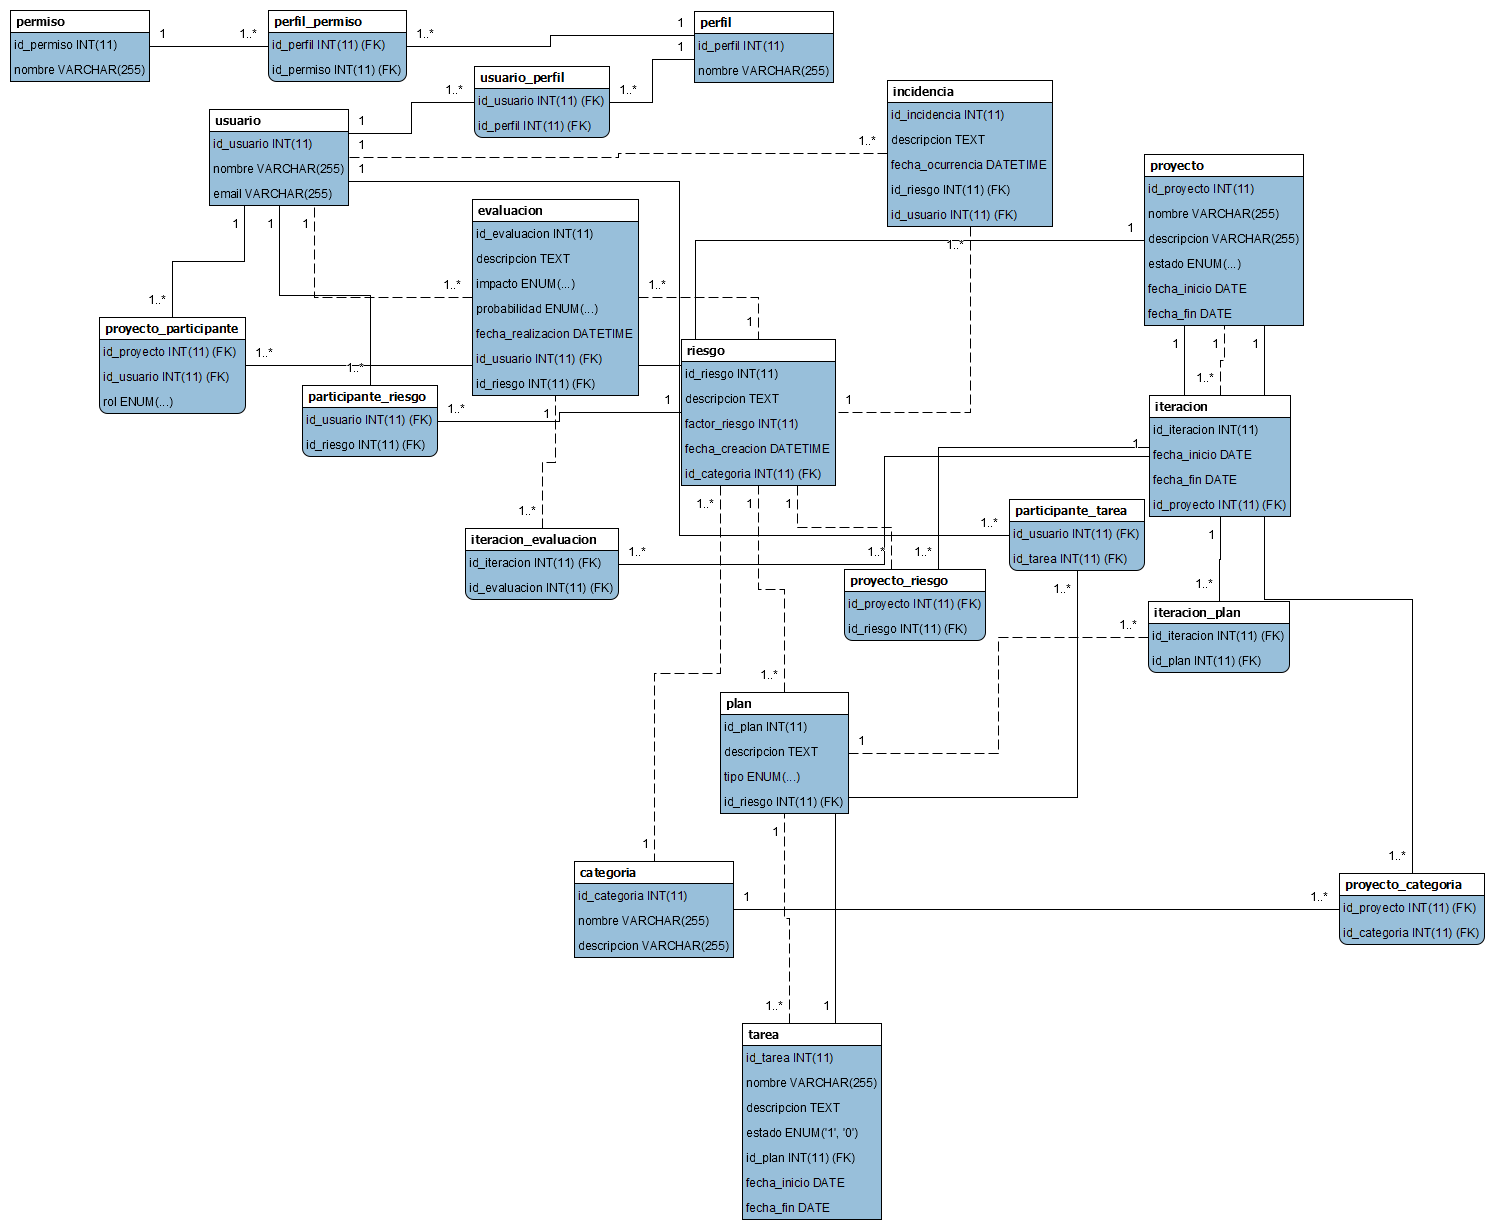 permiso
id_permiso INT(11)
nombre VARCHAR(255)
1
1..*
perfil_permiso
id_perfil INT(11) (FK)
id_permiso INT(11) (FK)
1..*
1
perfil
id_perfil INT(11)
nombre VARCHAR(255)
1
1..*
usuario_perfil
id_usuario INT(11) (FK)
id_perfil INT(11) (FK)
1..*
usuario
id_usuario INT(11)
nombre VARCHAR(255)
email VARCHAR(255)
1
1
1
1
1
1
incidencia
id_incidencia INT(11)
descripcion TEXT
fecha_ocurrencia DATETIME
id_riesgo INT(11) (FK)
id_usuario INT(11) (FK)
1..*
1..*
proyecto
id_proyecto INT(11)
nombre VARCHAR(255)
descripcion VARCHAR(255)
estado ENUM(...)
fecha_inicio DATE
fecha_fin DATE
1
1
1
1
evaluacion
id_evaluacion INT(11)
descripcion TEXT
impacto ENUM(...)
probabilidad ENUM(...)
fecha_realizacion DATETIME
id_usuario INT(11) (FK)
id_riesgo INT(11) (FK)
1..*
1..*
1
1..*
proyecto_participante
id_proyecto INT(11) (FK)
id_usuario INT(11) (FK)
rol ENUM(...)
1..*
1..*
participante_riesgo
id_usuario INT(11) (FK)
id_riesgo INT(11) (FK)
1..*
1
riesgo
id_riesgo INT(11)
descripcion TEXT
factor_riesgo INT(11)
fecha_creacion DATETIME
id_categoria INT(11) (FK)
1
1
1..*
1
1
1..*
iteracion
id_iteracion INT(11)
fecha_inicio DATE
fecha_fin DATE
id_proyecto INT(11) (FK)
1
1
1..*
iteracion_evaluacion
id_iteracion INT(11) (FK)
id_evaluacion INT(11) (FK)
1..*
1..*
1..*
proyecto_riesgo
id_proyecto INT(11) (FK)
id_riesgo INT(11) (FK)
1..*
participante_tarea
id_usuario INT(11) (FK)
id_tarea INT(11) (FK)
1..*
1..*
iteracion_plan
id_iteracion INT(11) (FK)
id_plan INT(11) (FK)
1..*
1..*
plan
id_plan INT(11)
descripcion TEXT
tipo ENUM(...)
id_riesgo INT(11) (FK)
1
1
1
categoria
id_categoria INT(11)
nombre VARCHAR(255)
descripcion VARCHAR(255)
1
1..*
1..*
proyecto_categoria
id_proyecto INT(11) (FK)
id_categoria INT(11) (FK)
1..*
1
tarea
id_tarea INT(11)
nombre VARCHAR(255)
descripcion TEXT
estado ENUM('1', '0')
id_plan INT(11) (FK)
fecha_inicio DATE
fecha_fin DATE